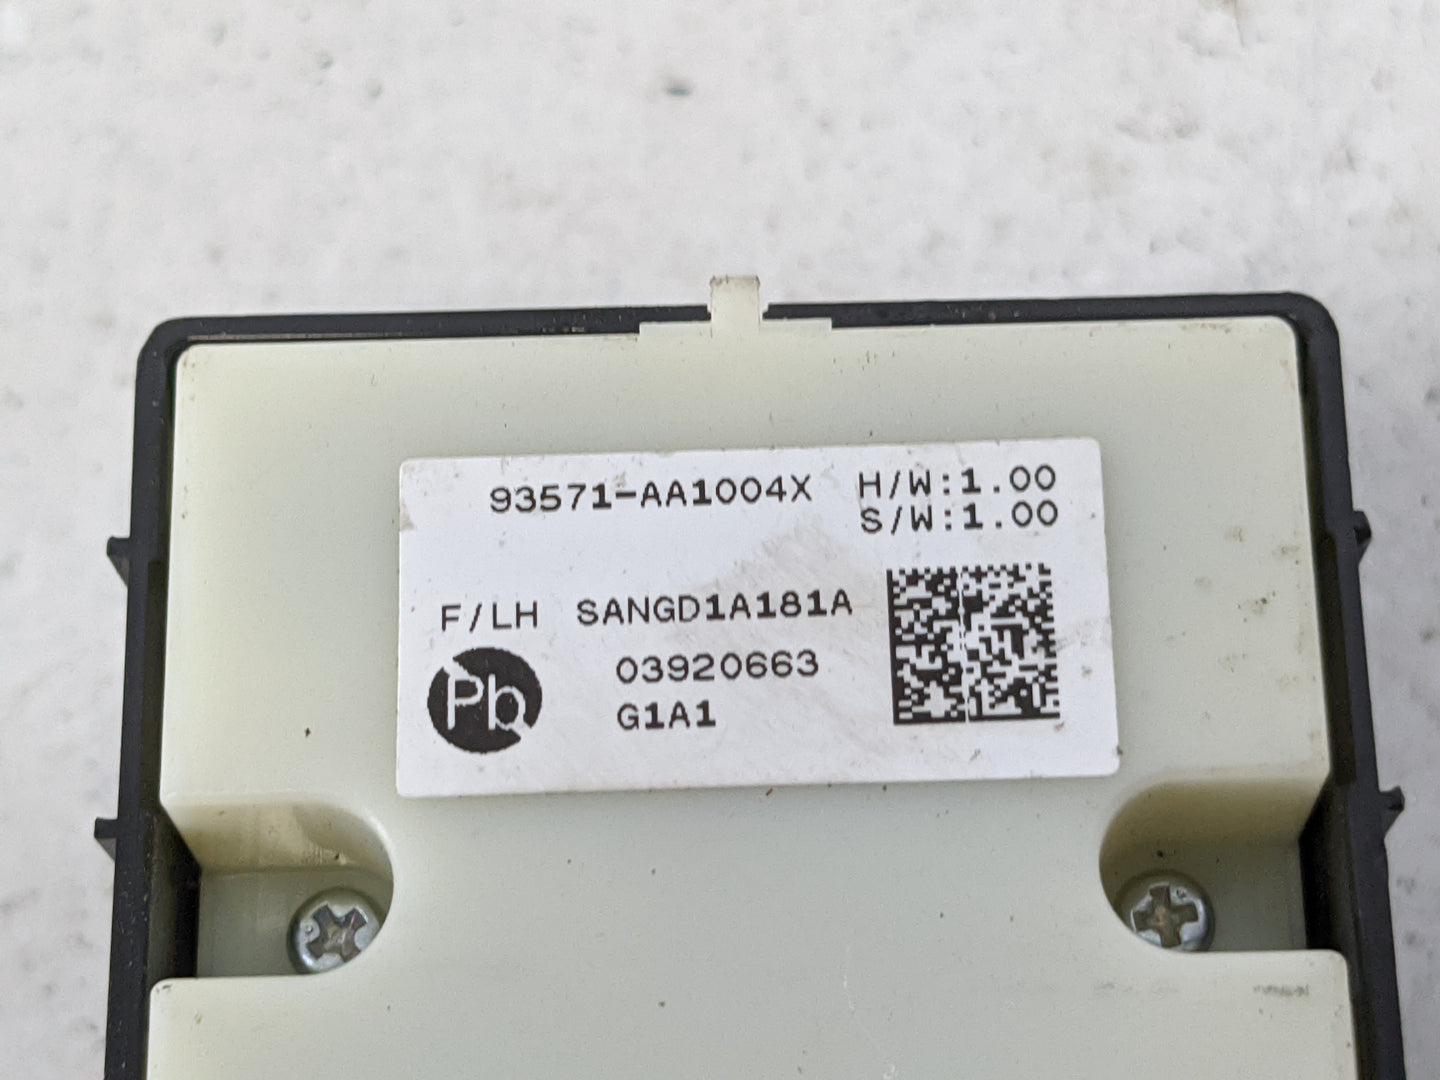 93571-AA1004X H/W:1.00
S/W:1.00
F/LH SANGD1A181A
03920663
Pb
G1A1